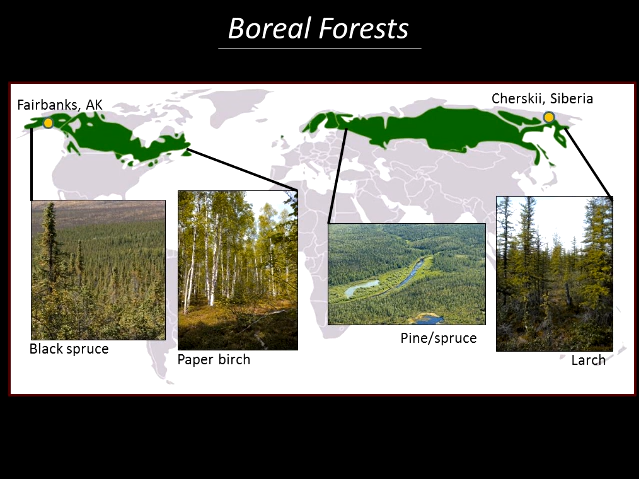 Boreal Forests
Fairbanks, AK
Cherskii, Siberia
Black spruce
Paper birch
Pine/spruce
Larch